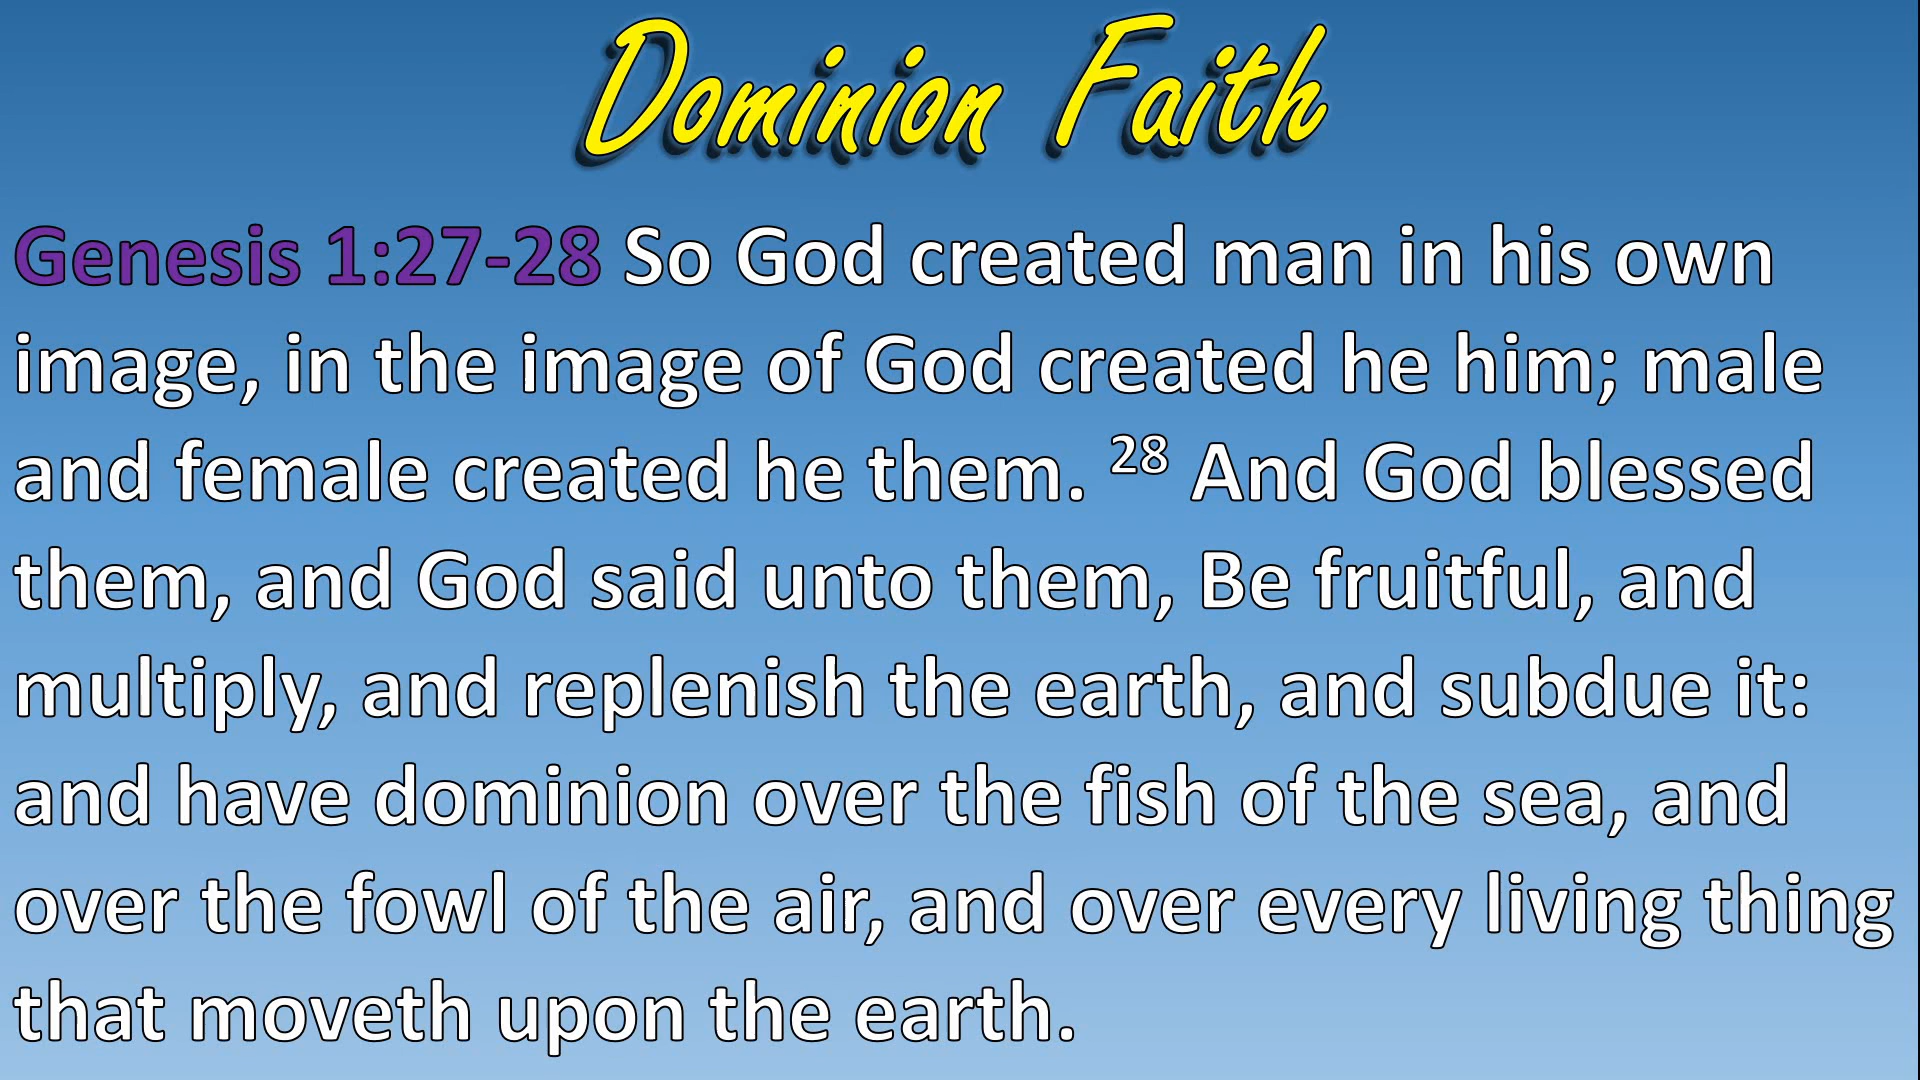 Dominion Faith
Genesis 1:27-28 So God created man in his own
image, in the image of God created he him; male
and female created he them. 28 And God blessed
them, and God said unto them, Be fruitful, and
multiply, and replenish the earth, and subdue it:
and have dominion over the fish of the sea, and
over the fowl of the air, and over every living thing
that moveth upon the earth.